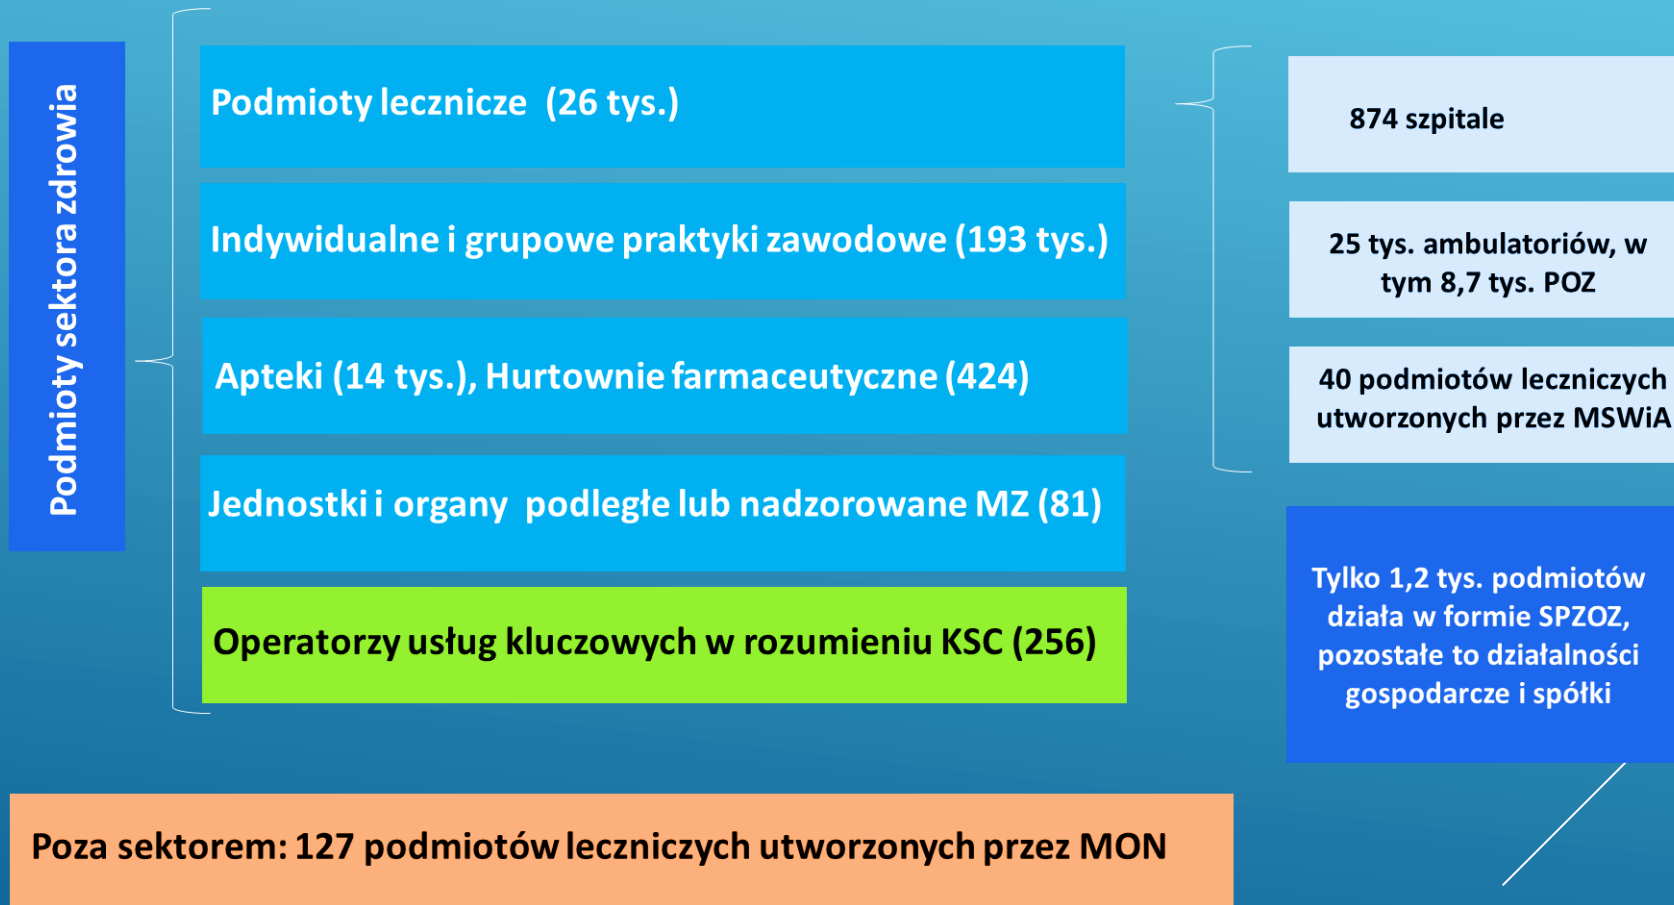 Podmioty sektora zdrowia
Podmioty lecznicze (26 tys.)
Indywidualne i grupowe praktyki zawodowe (193 tys.)
Apteki (14 tys.), Hurtownie farmaceutyczne (424)
Jednostki i organy podległe lub nadzorowane MZ (81)
Operatorzy usług kluczowych w rozumieniu KSC (256)
874 szpitale
25 tys. ambulatoriów, w
tym 8,7 tys. POZ
40 podmiotów leczniczych
utworzonych przez MSWiA
Tylko 1,2 tys. podmiotów
działa w formie SPZOZ,
pozostałe to działalności
gospodarcze i spółki
Poza sektorem: 127 podmiotów leczniczych utworzonych przez MON